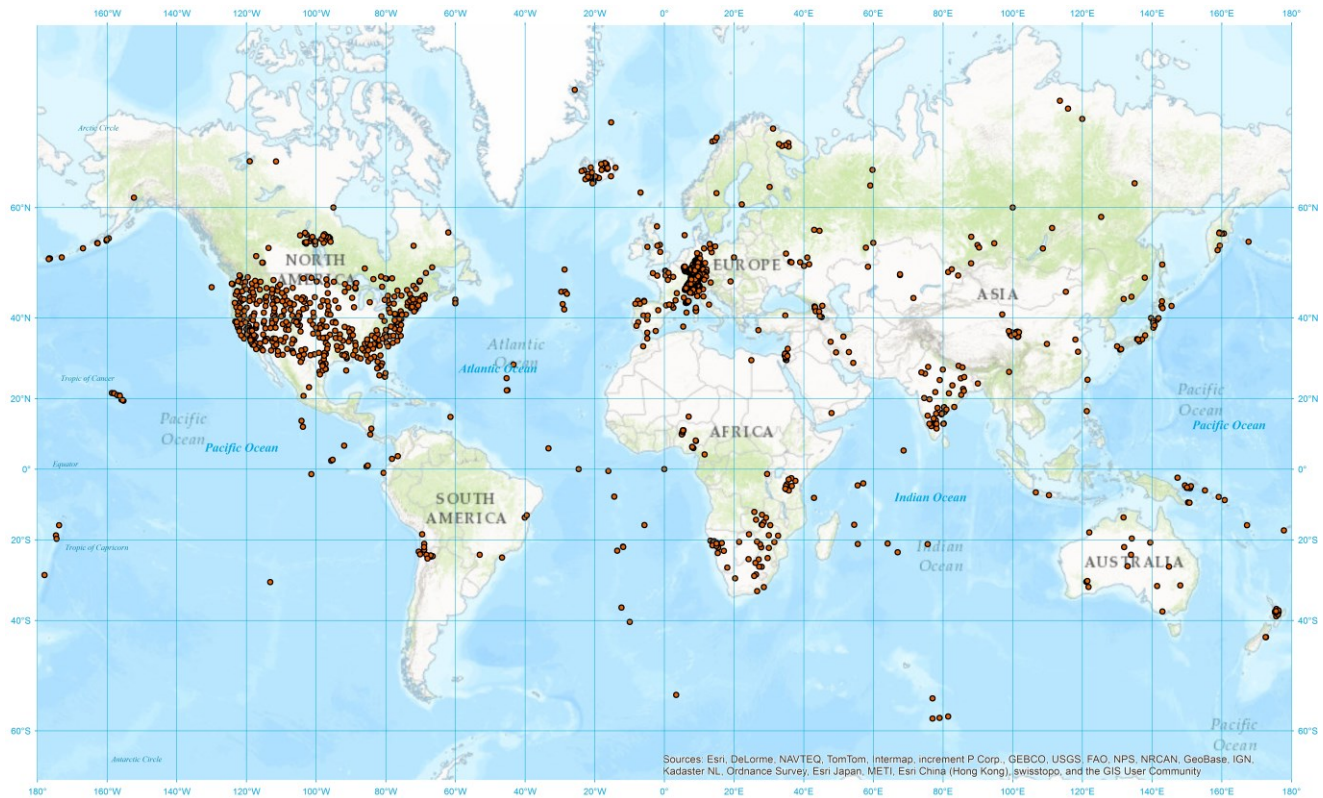 160° 140° 120° 100° 80° 60° 40° 20° 0° 20° 40° 60° 80° 100° 120° 140° 160° 180°
Arctic Circle
60°N 60°N
NORTH
AMERICA
EUROPE
ASIA
40°N 40°N
Atlantic
Ocean
Atlantic Ocean
Tropic of Cancer
20°N 20°N
Pacific
Ocean
Pacific Ocean
Pacific
Ocean
Pacific Ocean
AFRICA
Equator
0° 0°
SOUTH
AMERICA
Indian Ocean
20°S 20°S
Tropic of Capricorn
Indian
Ocean
AUSTRALIA
40°S 40°S
60°S 60°S
Pacific
Ocean
Antarctic Circle
Sources: Esri, DeLorme, NAVTEQ, TomTom, Intermap, increment P Corp., GEBCO, USGS, FAO, NPS, NRCAN, GeoBase, IGN,
Kadaster NL, Ordnance Survey, Esri Japan, METI, Esri China (Hong Kong), swisstopo, and the GIS User Community
180° 160° 140° 120° 100° 80° 60° 40° 20° 0° 20° 40° 60° 80° 100° 120° 140° 160° 180°